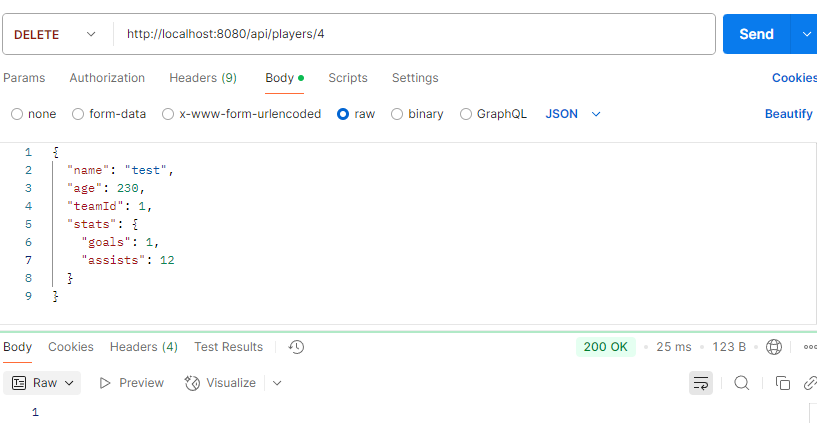 DELETE http://localhost:8080/api/players/4 Send
Params Authorization Headers (9) Body Scripts Settings Cookies
none form-data x-www-form-urlencoded raw binary GraphQL JSON Beautify
1 {
2 "name": "test",
3 "age": 230,
4 "teamId": 1,
5 "stats": {
6 "goals": 1,
7 "assists": 12
8 }
9 }
Body Cookies Headers (4) Test Results 200 OK • 25 ms • 123 B
Raw Preview Visualize
1